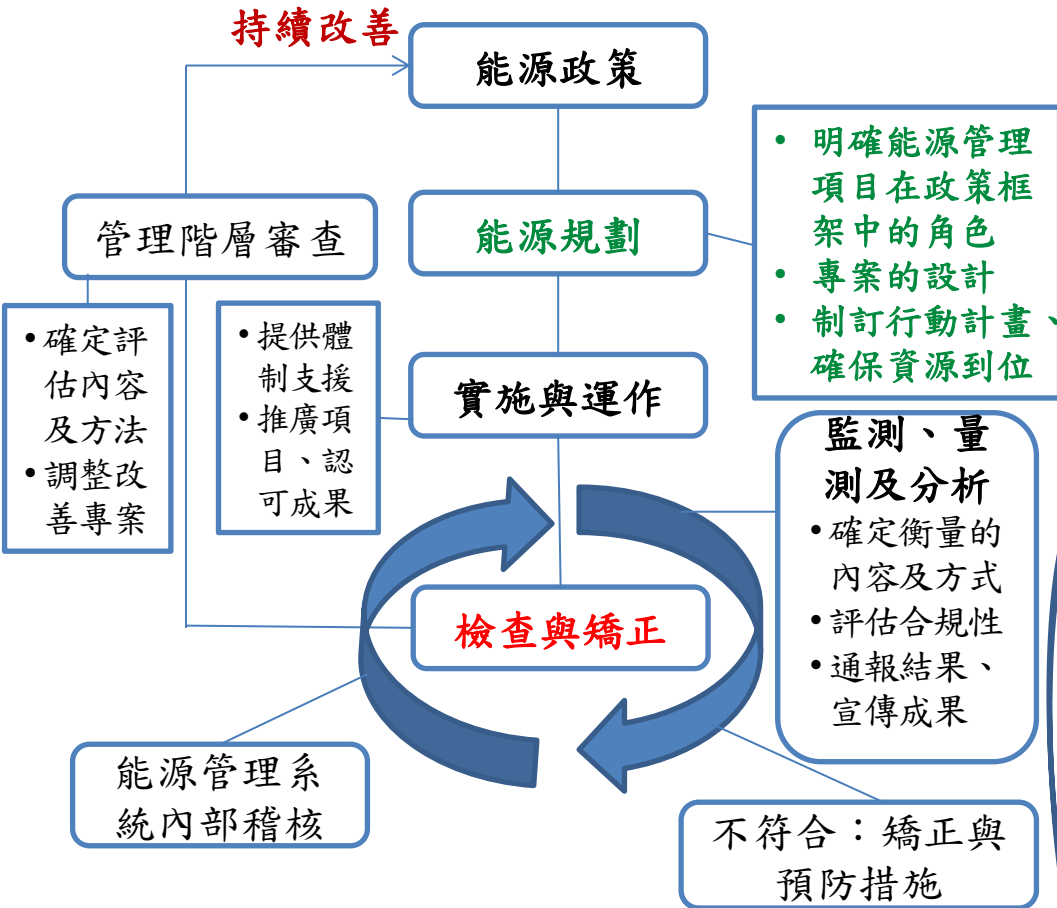 持續改善
能源政策
• 明確能源管理
項目在政策框
架中的角色
• 專案的設計
• 制訂行動計畫、
確保資源到位
管理階層審查
能源規劃
• 確定評
估內容
及方法
• 調整改
善專案
• 提供體
制支援
• 推廣項
目、認
可成果
實施與運作
監測、量
測及分析
• 確定衡量的
內容及方式
• 評估合規性
• 通報結果、
宣傳成果
檢查與矯正
能源管理系
統內部稽核
不符合：矯正與
預防措施